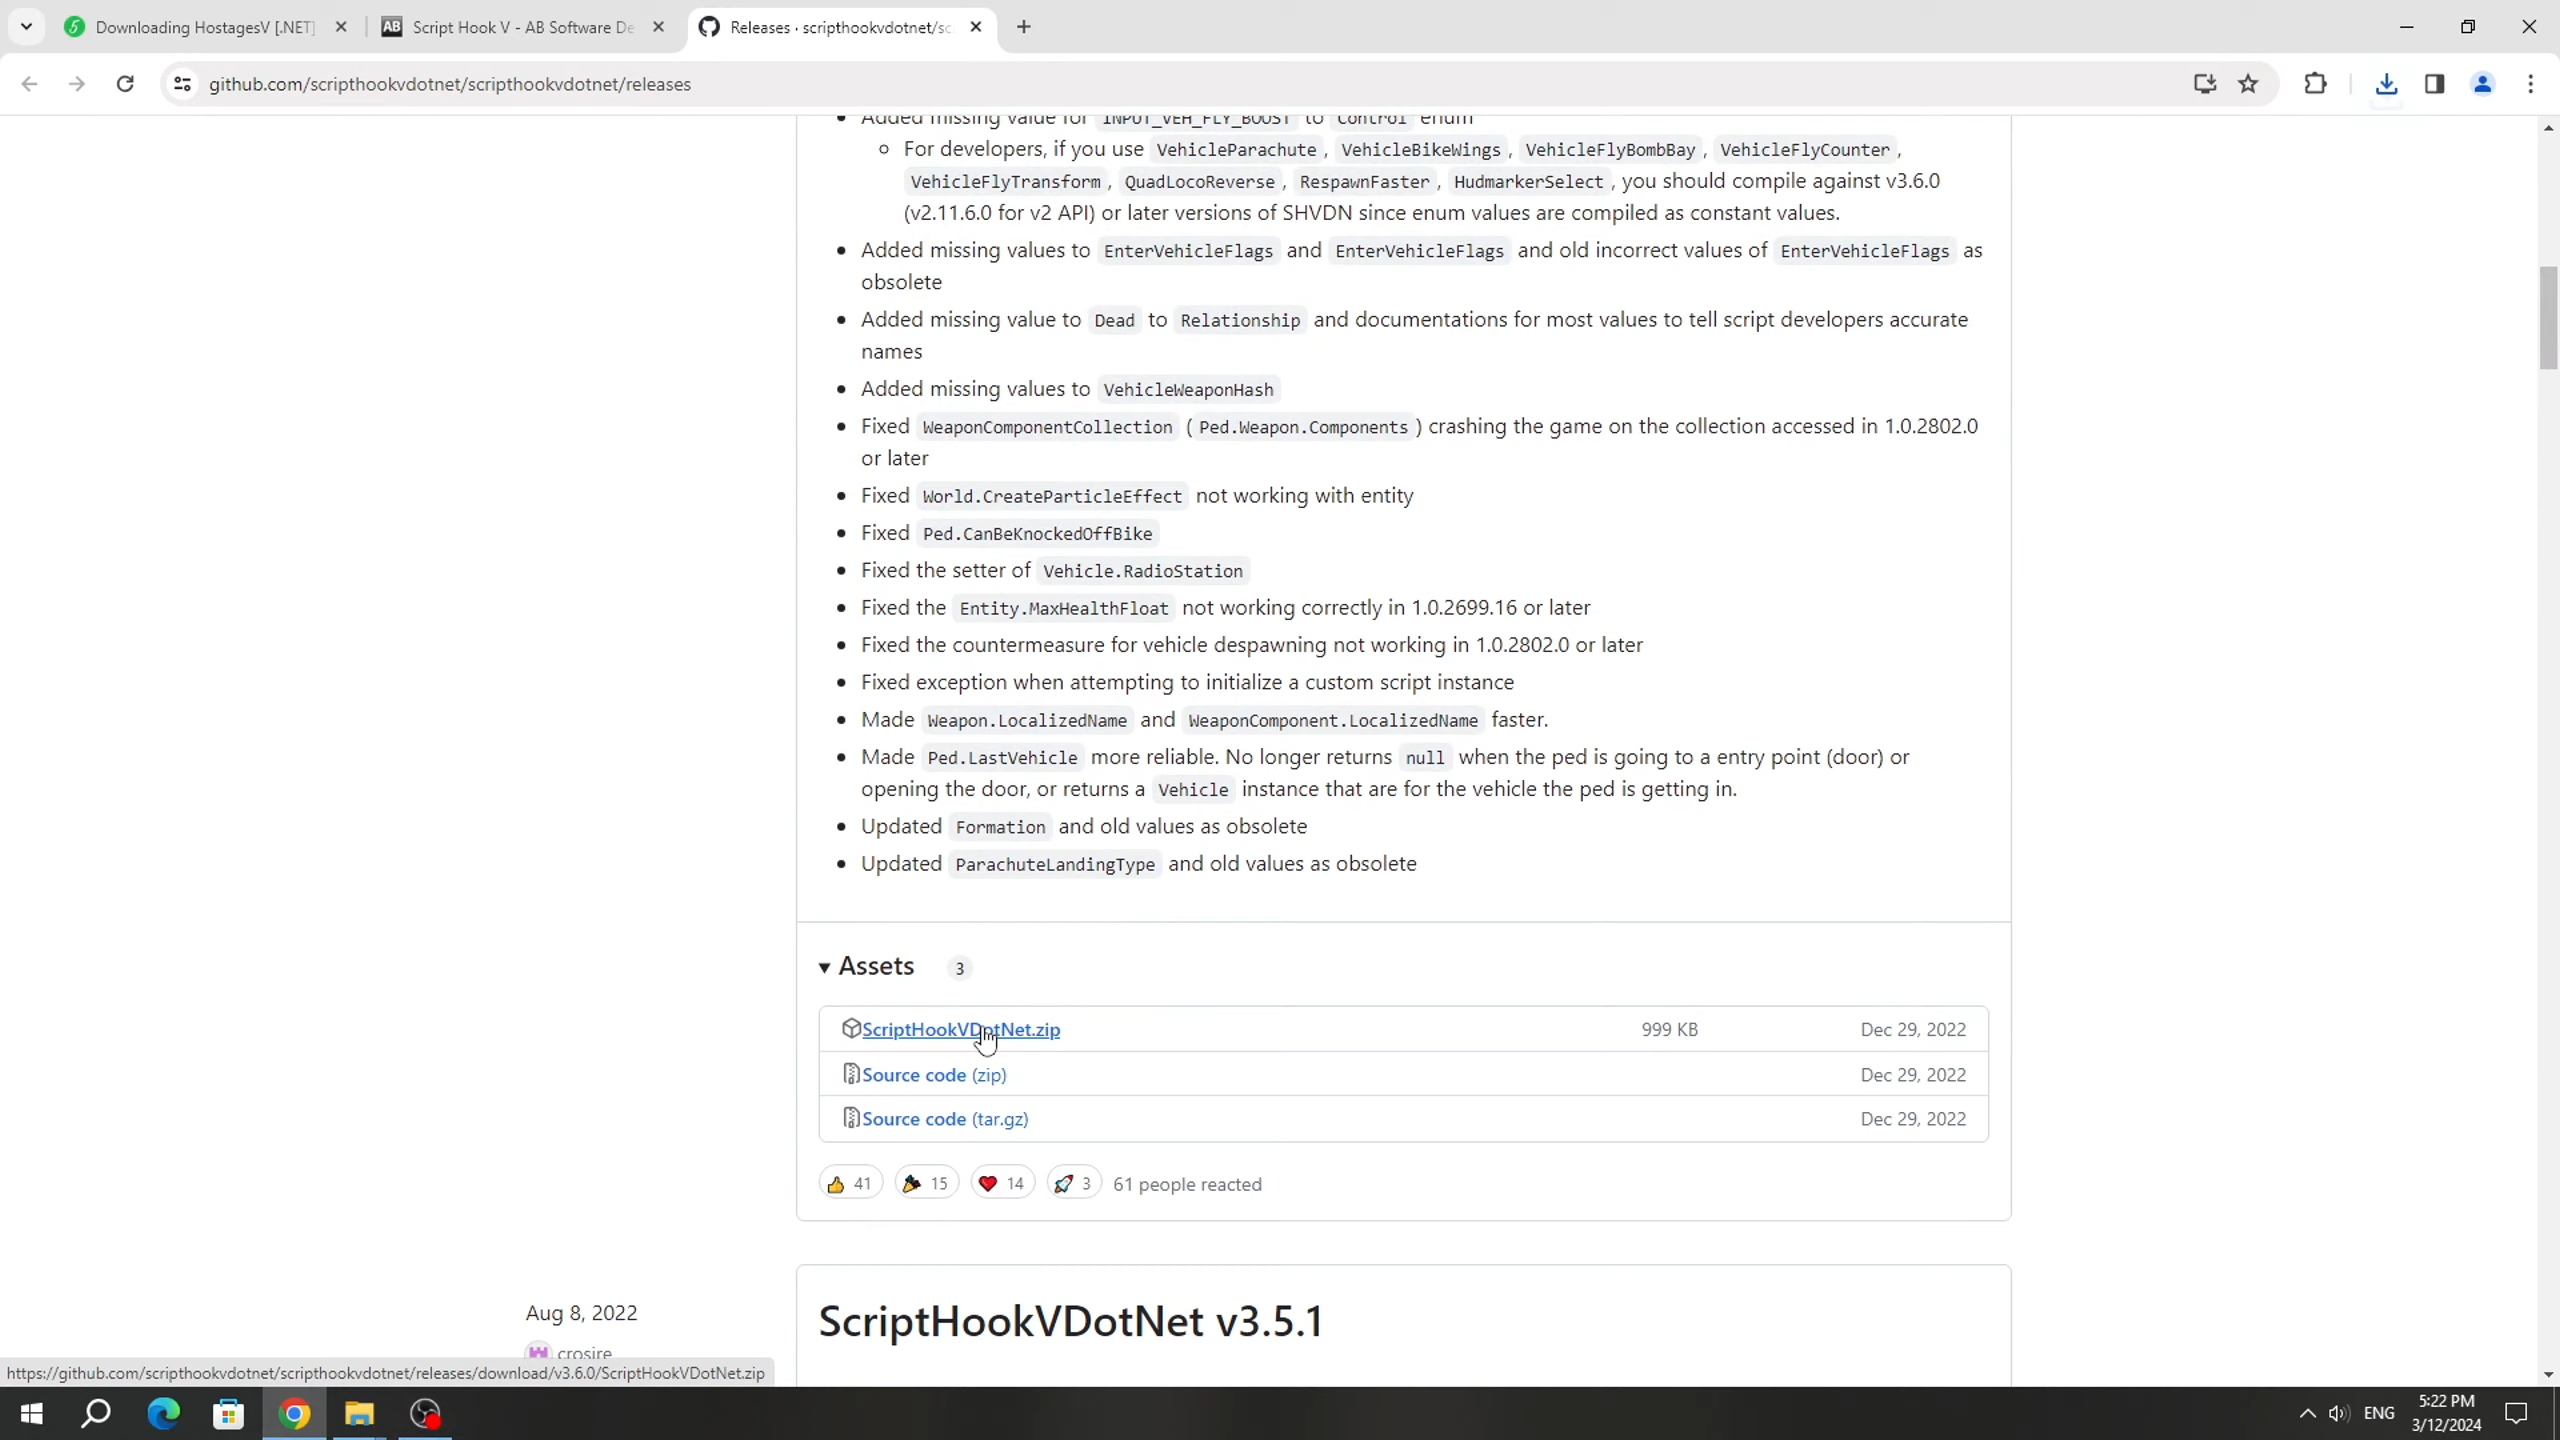 Downloading HostagesV [.NET]
Script Hook V - AB Software De
Releases · scripthookvdotnet/sc
github.com/scripthookvdotnet/scripthookvdotnet/releases
Added missing value for INPUT_VEH_FLY_BOOST to Control enum
For developers, if you use VehicleParachute, VehicleBikeWings, VehicleFlyBombBay, VehicleFlyCounter,
VehicleFlyTransform, QuadLocoReverse, RespawnFaster, HudmarkerSelect, you should compile against v3.6.0
(v2.11.6.0 for v2 API) or later versions of SHVDN since enum values are compiled as constant values.
Added missing values to EnterVehicleFlags and EnterVehicleFlags and old incorrect values of EnterVehicleFlags as
obsolete
Added missing value to Dead to Relationship and documentations for most values to tell script developers accurate
names
Added missing values to VehicleWeaponHash
Fixed WeaponComponentCollection (Ped.Weapon.Components) crashing the game on the collection accessed in 1.0.2802.0
or later
Fixed World.CreateParticleEffect not working with entity
Fixed Ped.CanBeKnockedOffBike
Fixed the setter of Vehicle.RadioStation
Fixed the Entity.MaxHealthFloat not working correctly in 1.0.2699.16 or later
Fixed the countermeasure for vehicle despawning not working in 1.0.2802.0 or later
Fixed exception when attempting to initialize a custom script instance
Made Weapon.LocalizedName and WeaponComponent.LocalizedName faster.
Made Ped.LastVehicle more reliable. No longer returns null when the ped is going to a entry point (door) or
opening the door, or returns a Vehicle instance that are for the vehicle the ped is getting in.
Updated Formation and old values as obsolete
Updated ParachuteLandingType and old values as obsolete
Assets 3
ScriptHookVDotNet.zip 999 KB Dec 29, 2022
Source code (zip) Dec 29, 2022
Source code (tar.gz) Dec 29, 2022
41 15 14 3 61 people reacted
Aug 8, 2022
crosire
ScriptHookVDotNet v3.5.1
https://github.com/scripthookvdotnet/scripthookvdotnet/releases/download/v3.6.0/ScriptHookVDotNet.zip
ENG
5:22 PM
3/12/2024